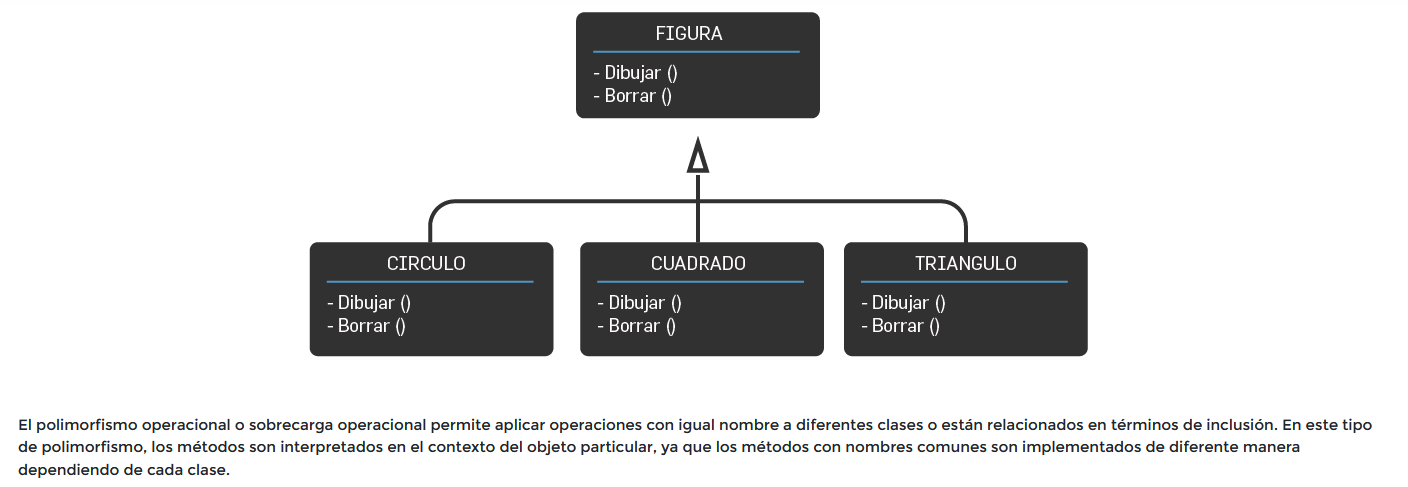 FIGURA
- Dibujar ()
- Borrar ()
CIRCULO
- Dibujar ()
- Borrar ()
CUADRADO
- Dibujar ()
- Borrar ()
TRIANGULO
- Dibujar ()
- Borrar ()
El polimorfismo operacional o sobrecarga operacional permite aplicar operaciones con igual nombre a diferentes clases o están relacionados en términos de inclusión. En este tipo
de polimorfismo, los métodos son interpretados en el contexto del objeto particular, ya que los métodos con nombres comunes son implementados de diferente manera
dependiendo de cada clase.